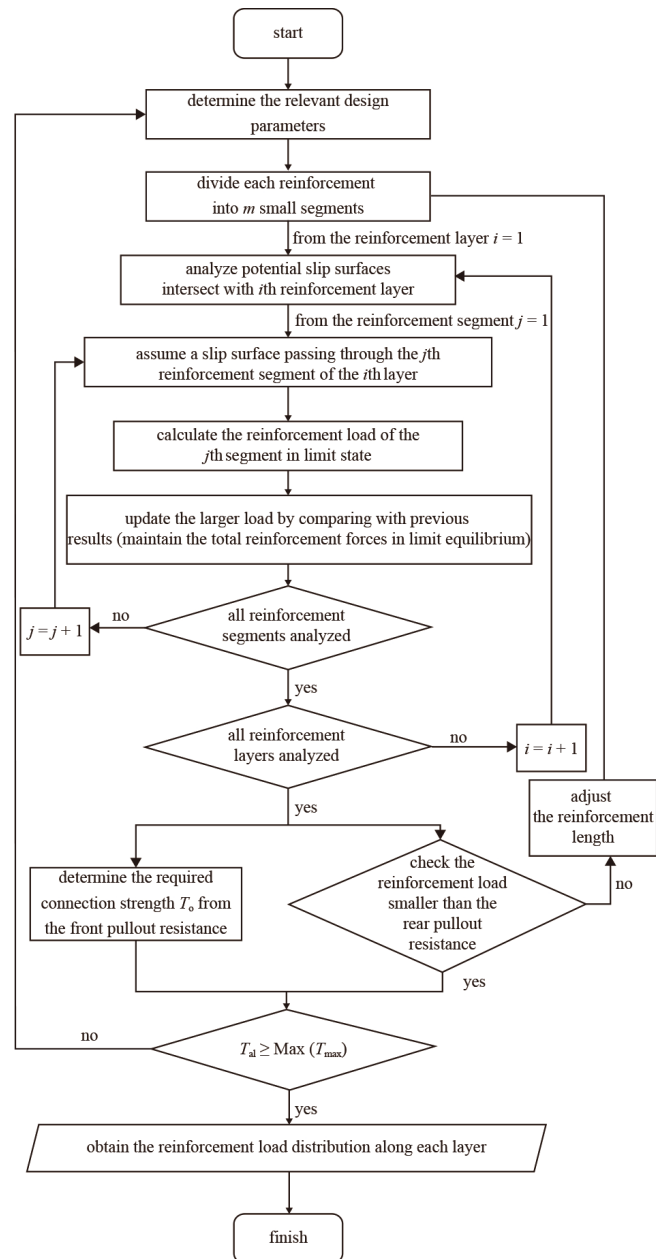 start
determine the relevant design
parameters
divide each reinforcement
into m small segments
from the reinforcement layer i = 1
analyze potential slip surfaces
intersect with ith reinforcement layer
from the reinforcement segment j = 1
assume a slip surface passing through the jth
reinforcement segment of the ith layer
calculate the reinforcement load of the
jth segment in limit state
update the larger load by comparing with previous
results (maintain the total reinforcement forces in limit equilibrium)
no
j = j + 1
all reinforcement
segments analyzed
yes
all reinforcement
layers analyzed
no
i = i + 1
yes
adjust
the reinforcement
length
determine the required
connection strength To from
the front pullout resistance
check the
reinforcement load
smaller than the
rear pullout
resistance
no
yes
no
Tal ≥ Max (Tmax)
yes
obtain the reinforcement load distribution along each layer
finish